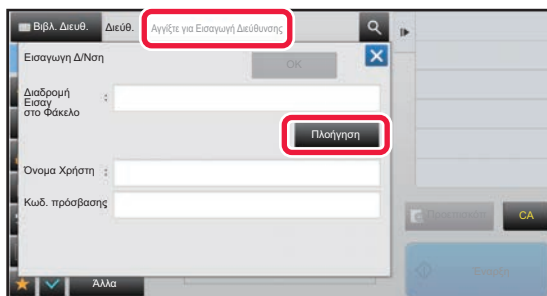 Βιβλ. Διευθ. Διεύθ. Αγγίξτε για Εισαγωγή Διεύθυνσης
Εισαγωγη Δ/Νση OK
Διαδρομή
Εισαγ
στο Φάκελο :
Πλοήγηση
Όνομα Χρήστη :
Κωδ. πρόσβασης
CA
Έναρξη
Άλλα